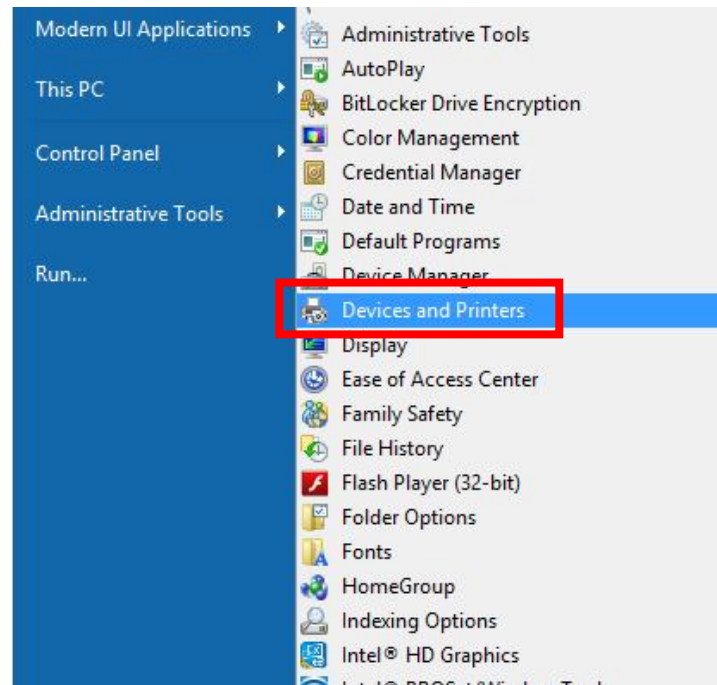 Modern UI Applications
This PC
Control Panel
Administrative Tools
Run...
Administrative Tools
AutoPlay
BitLocker Drive Encryption
Color Management
Credential Manager
Date and Time
Default Programs
Device Manager
Devices and Printers
Display
Ease of Access Center
Family Safety
File History
Flash Player (32-bit)
Folder Options
Fonts
HomeGroup
Indexing Options
Intel® HD Graphics